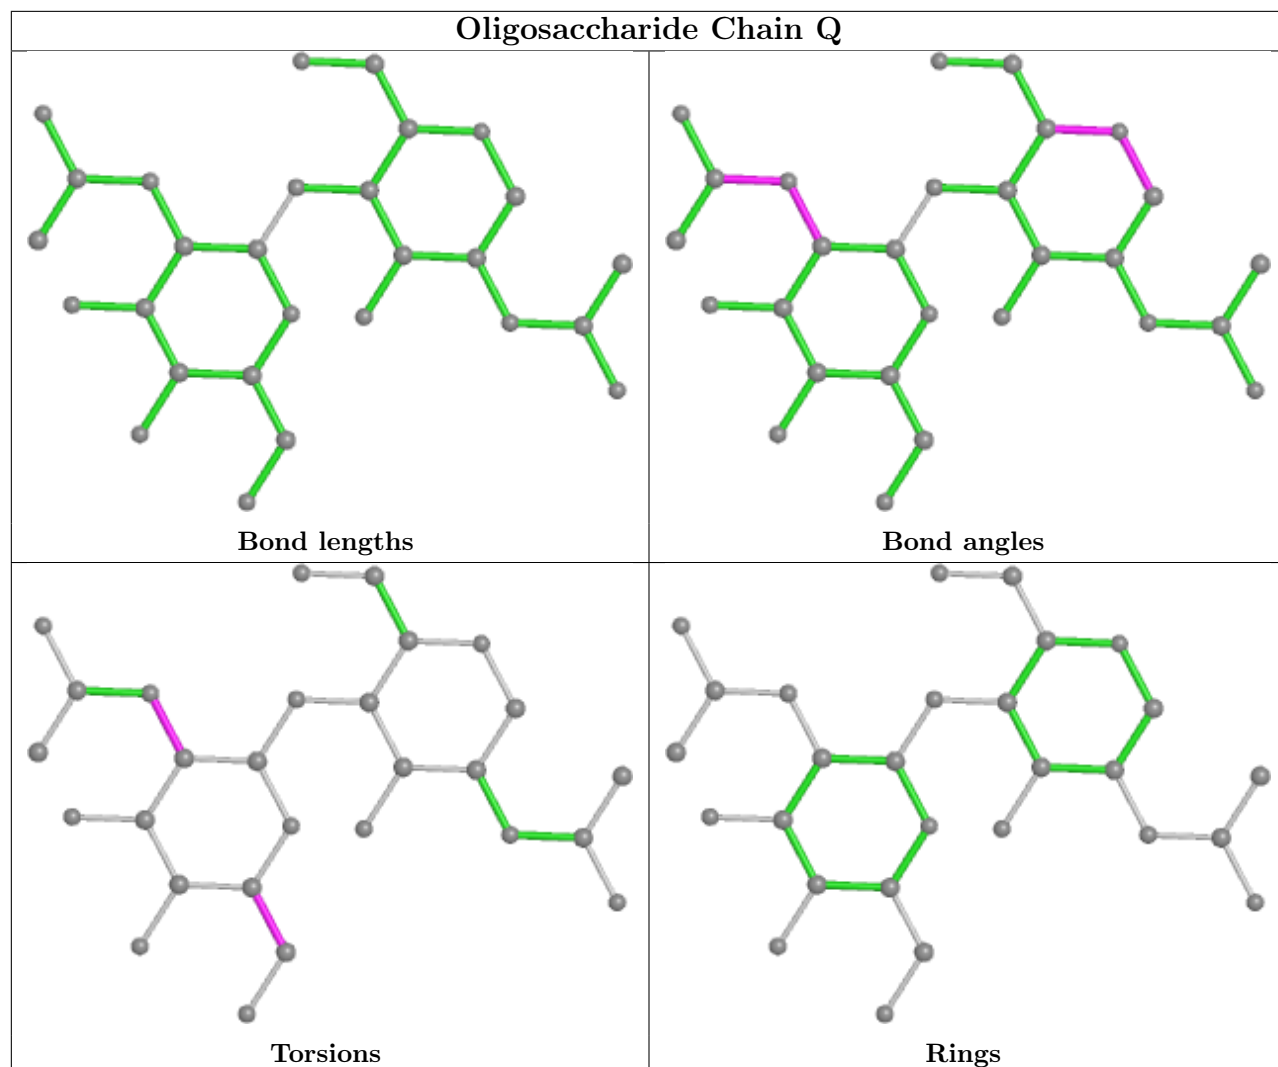 Oligosaccharide Chain Q
Bond lengths
Bond angles
Torsions
Rings